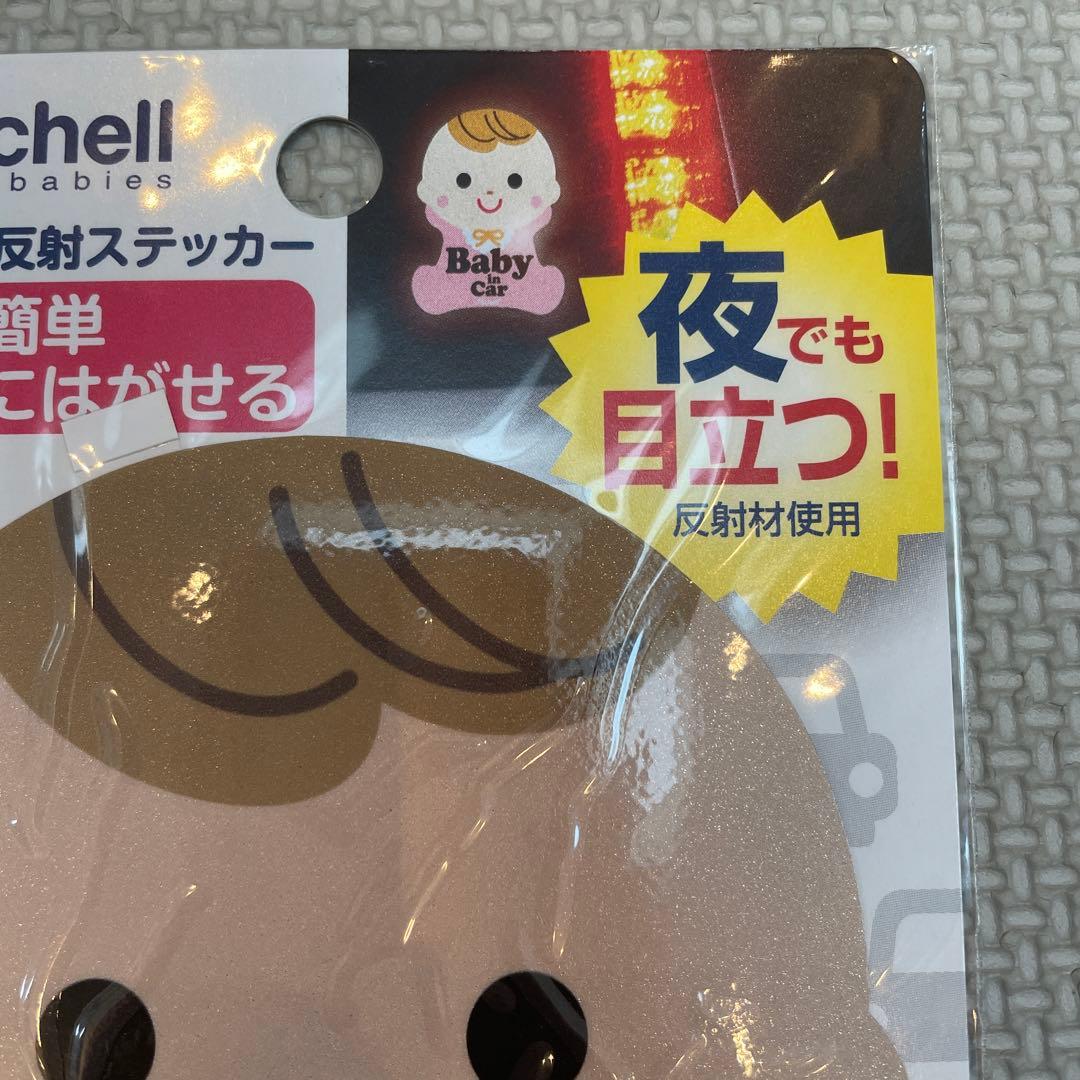 chell
babies
反射ステッカー
簡単
にはがせる
Baby
in
Car
夜でも
目立つ!
反射材使用